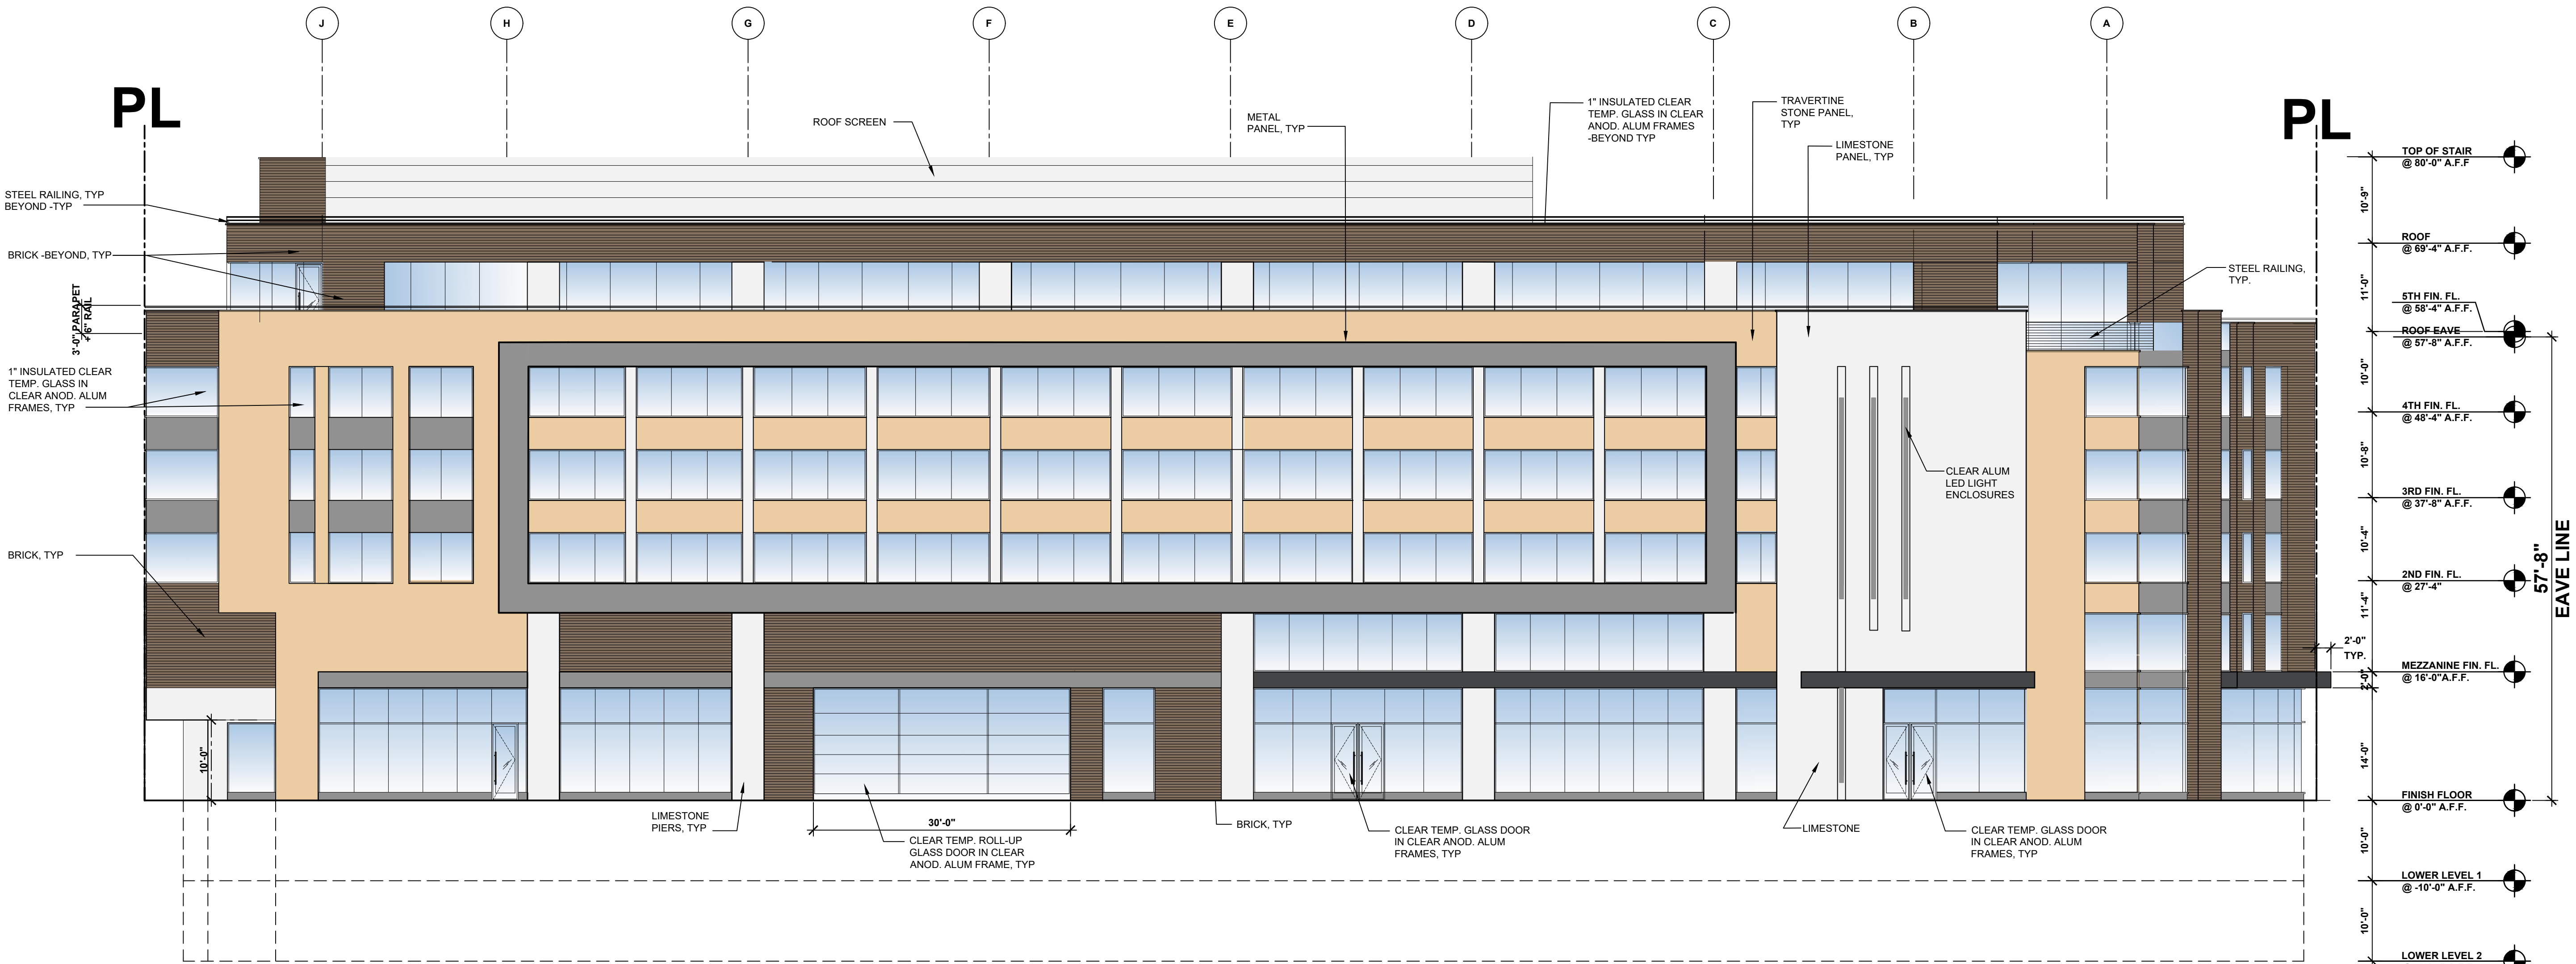 J
H
G
F
E
D
C
B
A
PL
PL
ROOF SCREEN
METAL
PANEL, TYP
1" INSULATED CLEAR
TEMP. GLASS IN CLEAR
ANOD. ALUM FRAMES
-BEYOND TYP
TRAVERTINE
STONE PANEL,
TYP
LIMESTONE
PANEL, TYP
STEEL RAILING, TYP
BEYOND -TYP
BRICK -BEYOND, TYP
3'-0" PARAPET
+ 6" RAIL
1" INSULATED CLEAR
TEMP. GLASS IN
CLEAR ANOD. ALUM
FRAMES, TYP
BRICK, TYP
10'-0"
STEEL RAILING,
TYP.
CLEAR ALUM
LED LIGHT
ENCLOSURES
LIMESTONE
PIERS, TYP
30'-0"
CLEAR TEMP. ROLL-UP
GLASS DOOR IN CLEAR
ANOD. ALUM FRAME, TYP
BRICK, TYP
CLEAR TEMP. GLASS DOOR
IN CLEAR ANOD. ALUM
FRAMES, TYP
LIMESTONE
CLEAR TEMP. GLASS DOOR
IN CLEAR ANOD. ALUM
FRAMES, TYP
TOP OF STAIR
@ 80'-0" A.F.F
10'-9"
ROOF
@ 69'-4" A.F.F.
11'-0"
5TH FIN. FL.
@ 58'-4" A.F.F.
ROOF EAVE
@ 57'-8" A.F.F.
10'-0"
4TH FIN. FL.
@ 48'-4" A.F.F.
10'-8"
3RD FIN. FL.
@ 37'-8" A.F.F.
10'-4"
2ND FIN. FL.
@ 27'-4"
11'-4"
57'-8"
EAVE LINE
2'-0"
TYP.
MEZZANINE FIN. FL.
@ 16'-0"A.F.F.
2'-0"
14'-0"
FINISH FLOOR
@ 0'-0" A.F.F.
10'-0"
LOWER LEVEL 1
@ -10'-0" A.F.F.
10'-0"
LOWER LEVEL 2